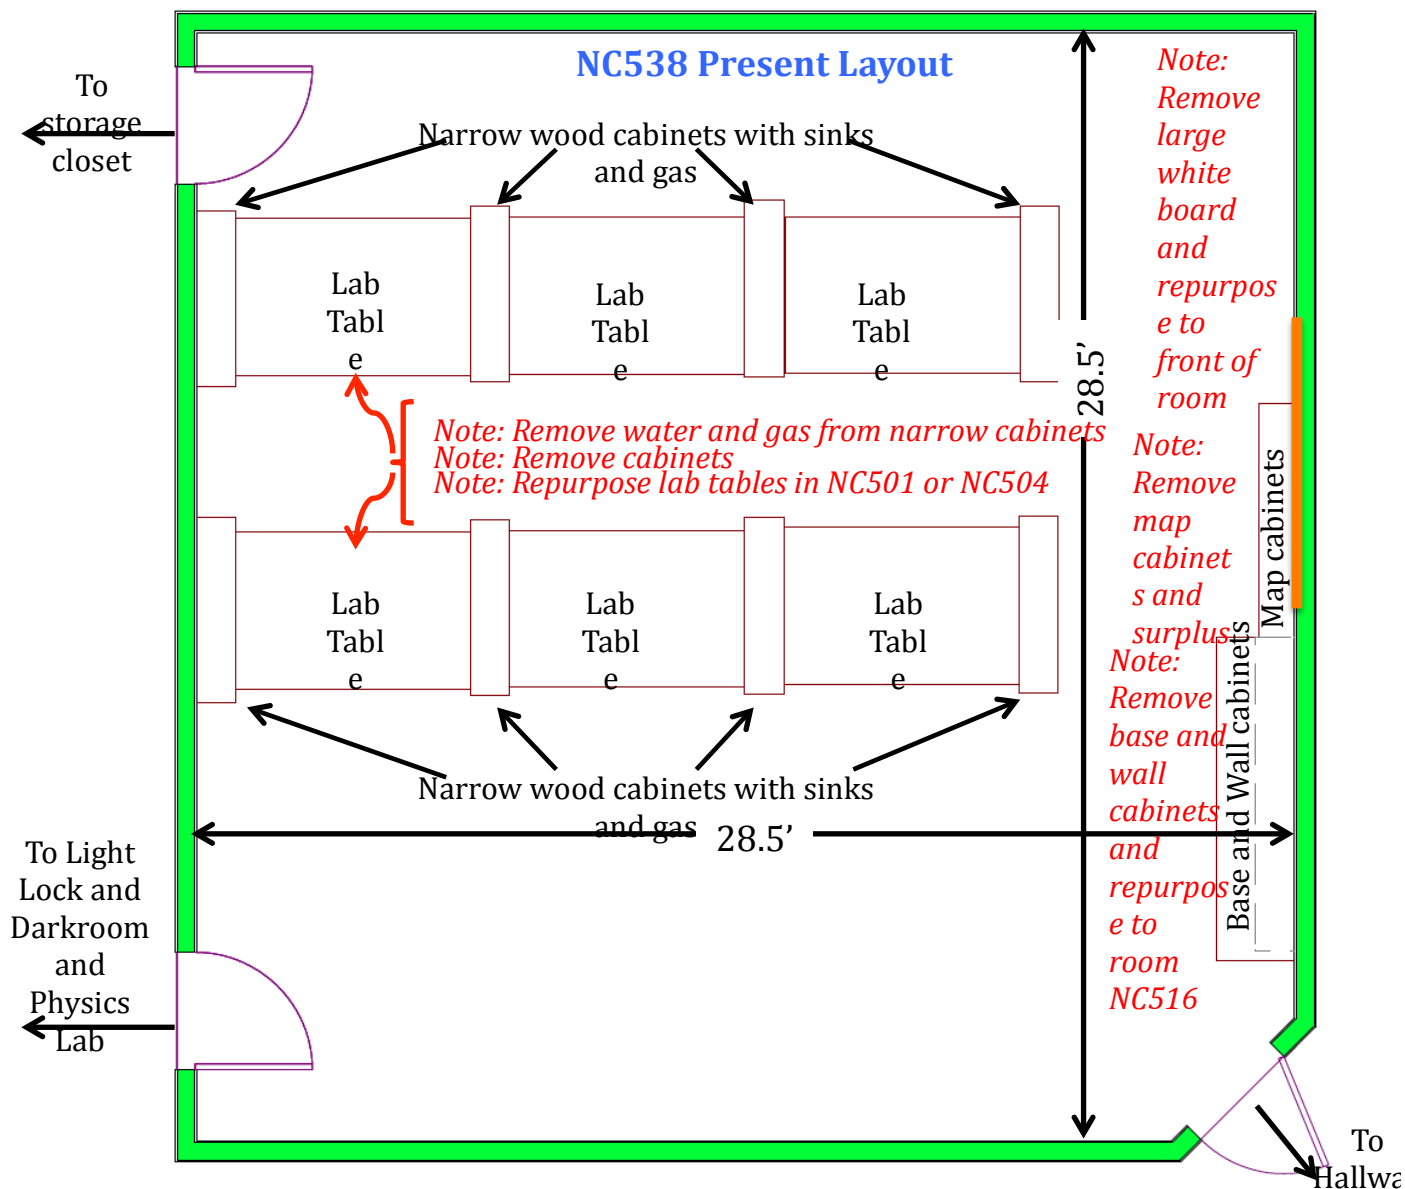 NC538 Present Layout
To
storage
closet
Narrow wood cabinets with sinks
and gas
Note:
Remove
large
white
board
and
repurpos
e to
front of
room
Lab
Tabl
e
Lab
Tabl
e
Lab
Tabl
e
28.5’
Note: Remove water and gas from narrow cabinets
Note: Remove cabinets
Note: Repurpose lab tables in NC501 or NC504
Note:
Remove
map
cabinet
s and
surplus
Map cabinets
Lab
Tabl
e
Lab
Tabl
e
Lab
Tabl
e
Note:
Remove
base and
wall
cabinets
and
repurpos
e to
room
NC516
Base and Wall cabinets
Narrow wood cabinets with sinks
and gas
28.5’
To Light
Lock and
Darkroom
and
Physics
Lab
To
Hallwa